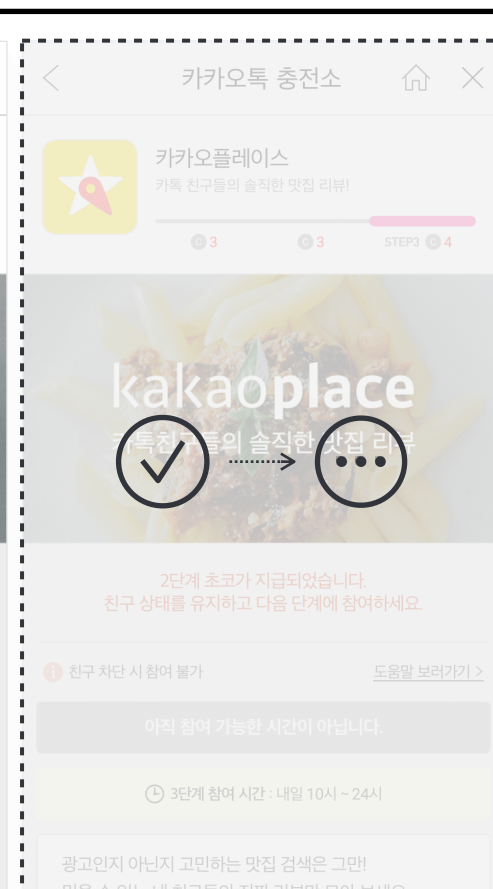 카카오톡 충전소
카카오플레이스
카톡 친구들의 솔직한 맛집 리뷰!
C 3
C 3
STEP3 C 4
kakaoplace
카톡친구들의 솔직한 맛집 리뷰
2단계 초코가 지급되었습니다.
친구 상태를 유지하고 다음 단계에 참여하세요.
친구 차단 시 참여 불가
도움말 보러가기 >
아직 참여 가능한 시간이 아닙니다.
3단계 참여 시간 : 내일 10시 ~ 24시
광고인지 아닌지 고민하는 맛집 검색은 그만!